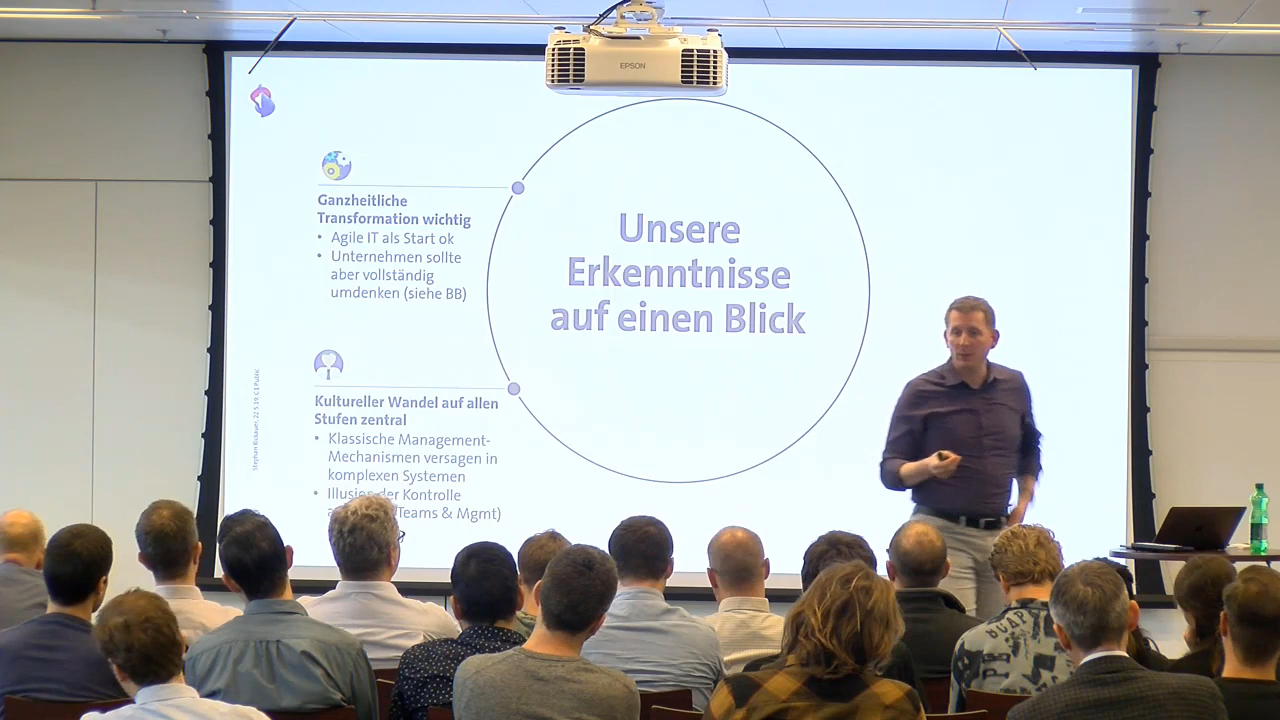 EPSON
Unsere
Erkenntnisse
auf einen Blick
Ganzheitliche
Transformation wichtig
• Agile IT als Start ok
• Unternehmen sollte
aber vollständig
umdenken (siehe BB)
Kultureller Wandel auf allen
Stufen zentral
• Klassische Management-
Mechanismen versagen in
komplexen Systemen
• Illusion der Kontrolle
Teams & Mgmt)